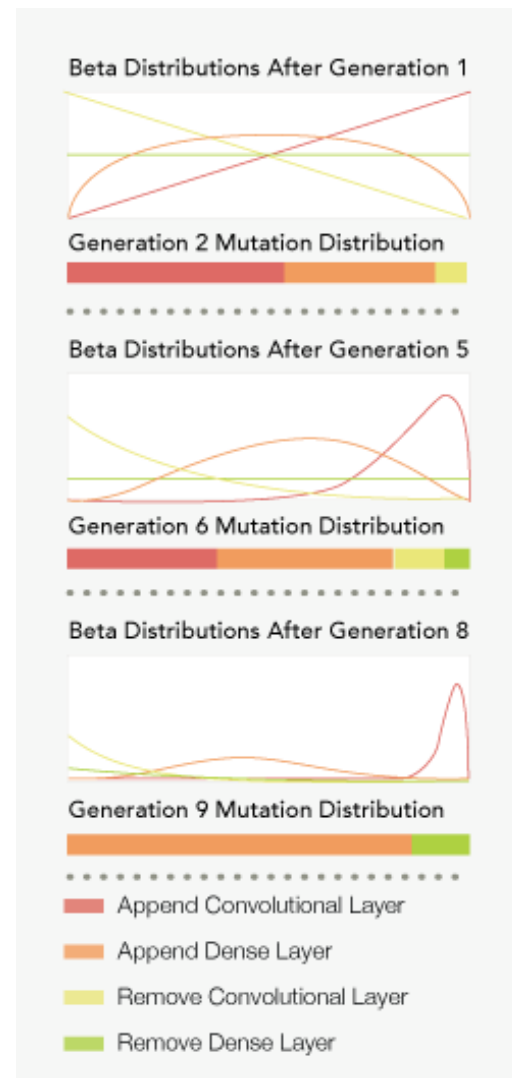 Beta Distributions After Generation 1
Generation 2 Mutation Distribution
Beta Distributions After Generation 5
Generation 6 Mutation Distribution
Beta Distributions After Generation 8
Generation 9 Mutation Distribution
Append Convolutional Layer
Append Dense Layer
Remove Convolutional Layer
Remove Dense Layer